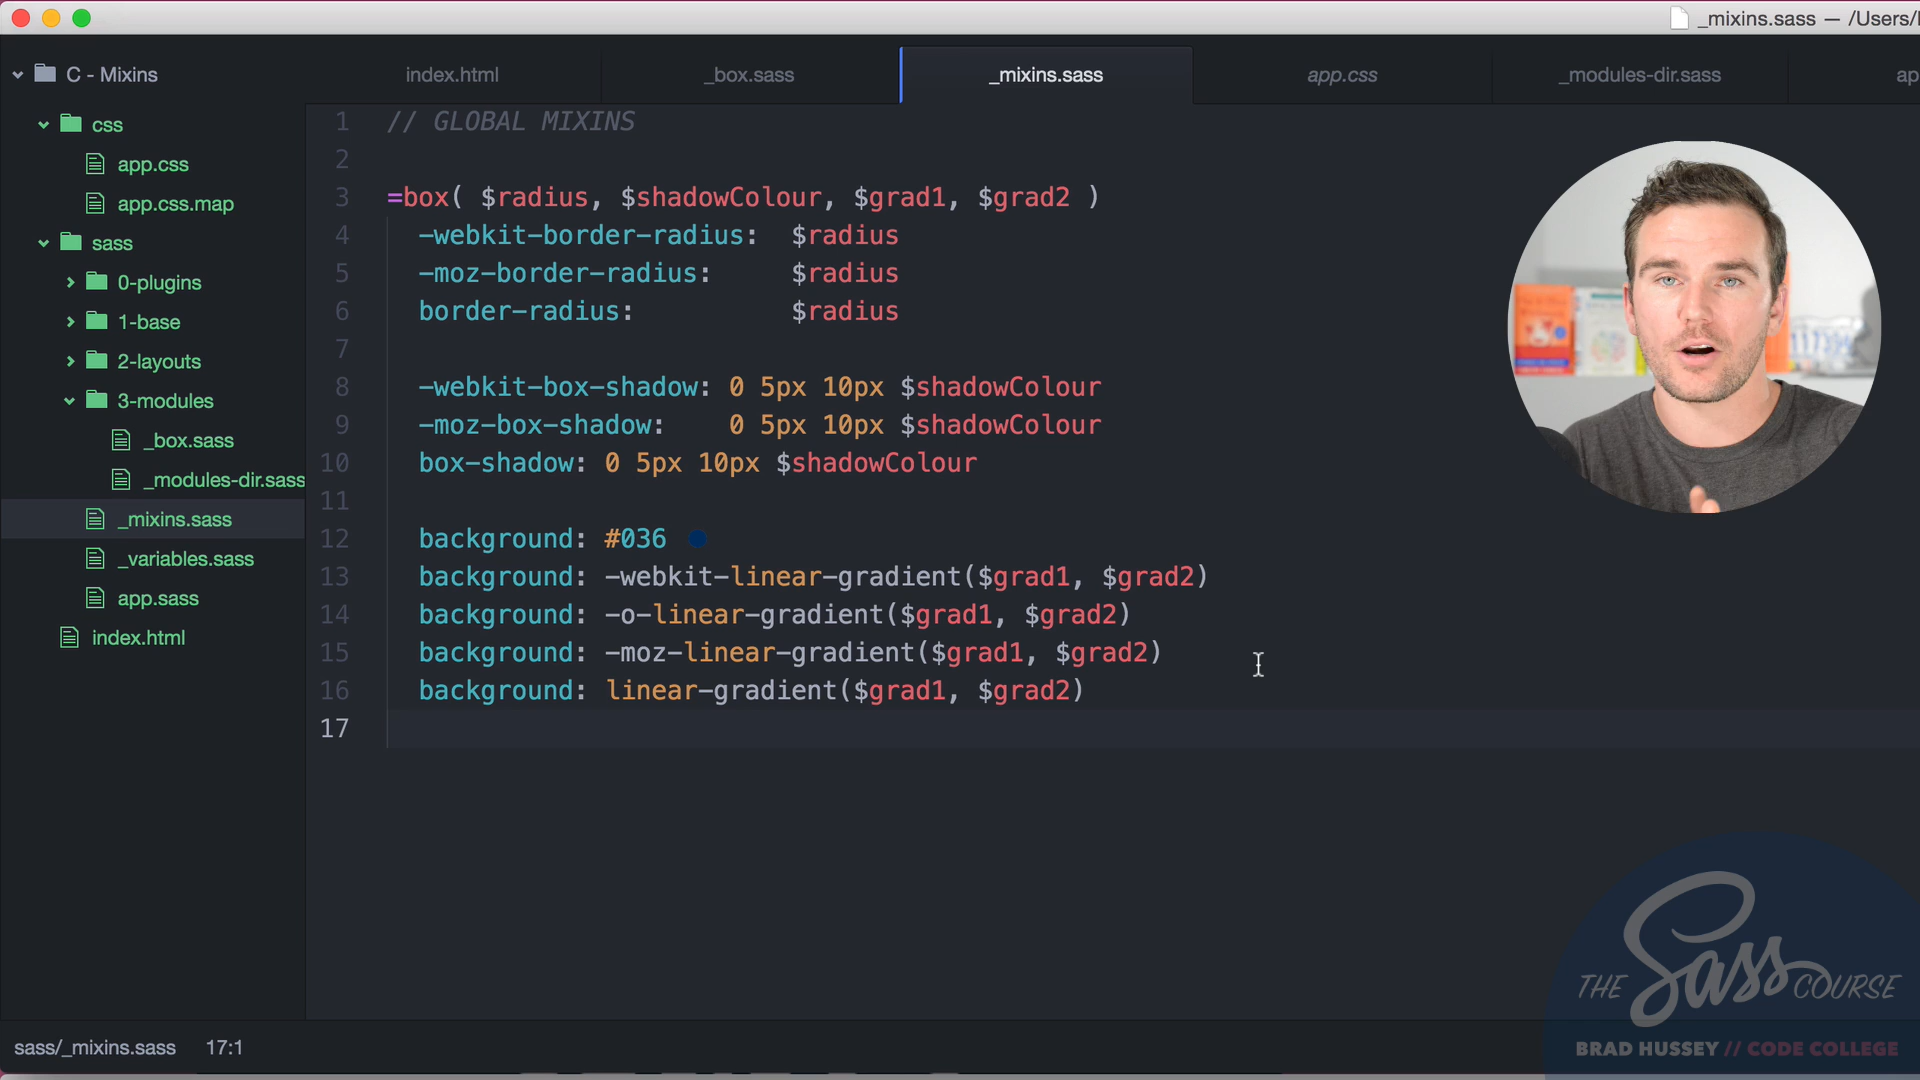 _mixins.sass — /Users/
C - Mixins
css
app.css
app.css.map
sass
0-plugins
1-base
2-layouts
3-modules
_box.sass
_modules-dir.sass
_mixins.sass
_variables.sass
app.sass
index.html
index.html
_box.sass
_mixins.sass
app.css
_modules-dir.sass
ap
1 // GLOBAL MIXINS
2
3 =box( $radius, $shadowColour, $grad1, $grad2 )
4 -webkit-border-radius: $radius
5 -moz-border-radius: $radius
6 border-radius: $radius
7
8 -webkit-box-shadow: 0 5px 10px $shadowColour
9 -moz-box-shadow: 0 5px 10px $shadowColour
10 box-shadow: 0 5px 10px $shadowColour
11
12 background: #036
13 background: -webkit-linear-gradient($grad1, $grad2)
14 background: -o-linear-gradient($grad1, $grad2)
15 background: -moz-linear-gradient($grad1, $grad2)
16 background: linear-gradient($grad1, $grad2)
17
THE Sass COURSE
BRAD HUSSEY // CODE COLLEGE
sass/_mixins.sass 17:1